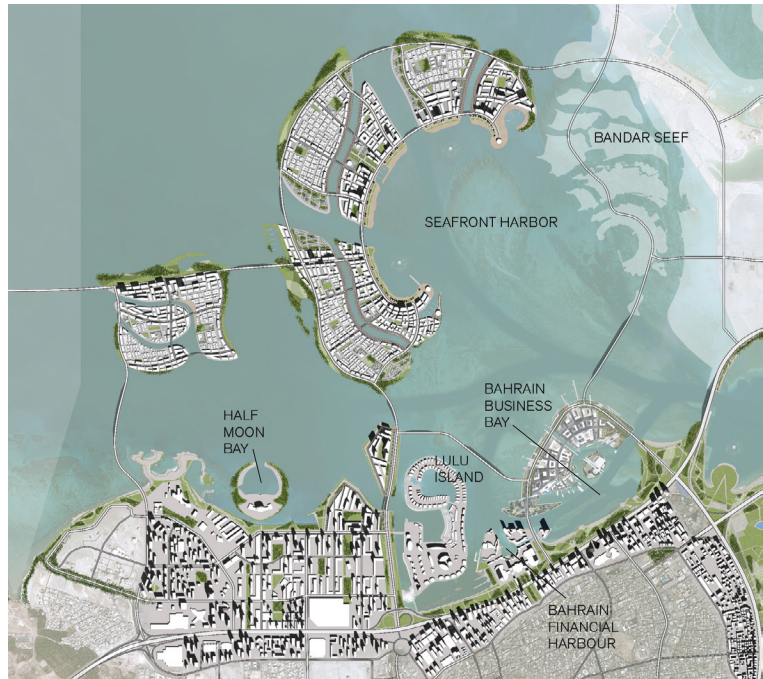 BANDAR SEEF
SEAFRONT HARBOR
HALF
MOON
BAY
BAHRAIN
BUSINESS
BAY
LULU
ISLAND
BAHRAIN
FINANCIAL
HARBOUR